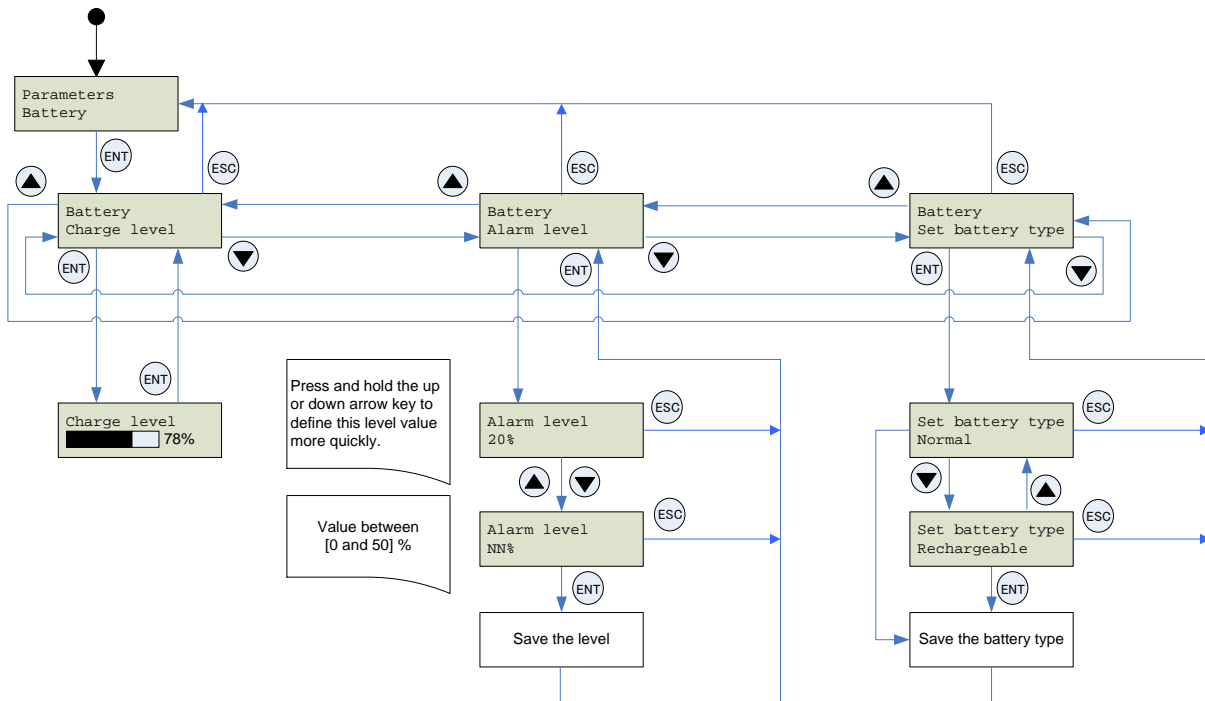 Parameters
Battery
ENT
ESC
ESC
ESC
Battery
Charge level
Battery
Alarm level
Battery
Set battery type
ENT
ENT
ENT
Press and hold the up
or down arrow key to
define this level value
more quickly.
ENT
Charge level
78%
Alarm level
20%
ESC
Set battery type
Normal
ESC
Value between
[0 and 50] %
Alarm level
NN%
ESC
Set battery type
Rechargeable
ESC
ENT
ENT
Save the level
Save the battery type